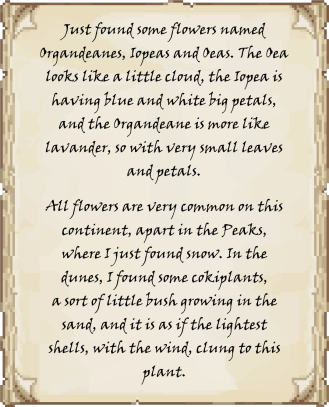 Just found some flowers named
Organdeanes, Iopeas and Oeas. The Oea
looks like a little cloud, the Iopea is
having blue and white big petals,
and the Organdeane is more like
lavander, so with very small leaves
and petals.
All flowers are very common on this
continent, apart in the Peaks,
where I just found snow. In the
dunes, I found some cokiplants,
a sort of little bush growing in the
sand, and it is as if the lightest
shells, with the wind, clung to this
plant.